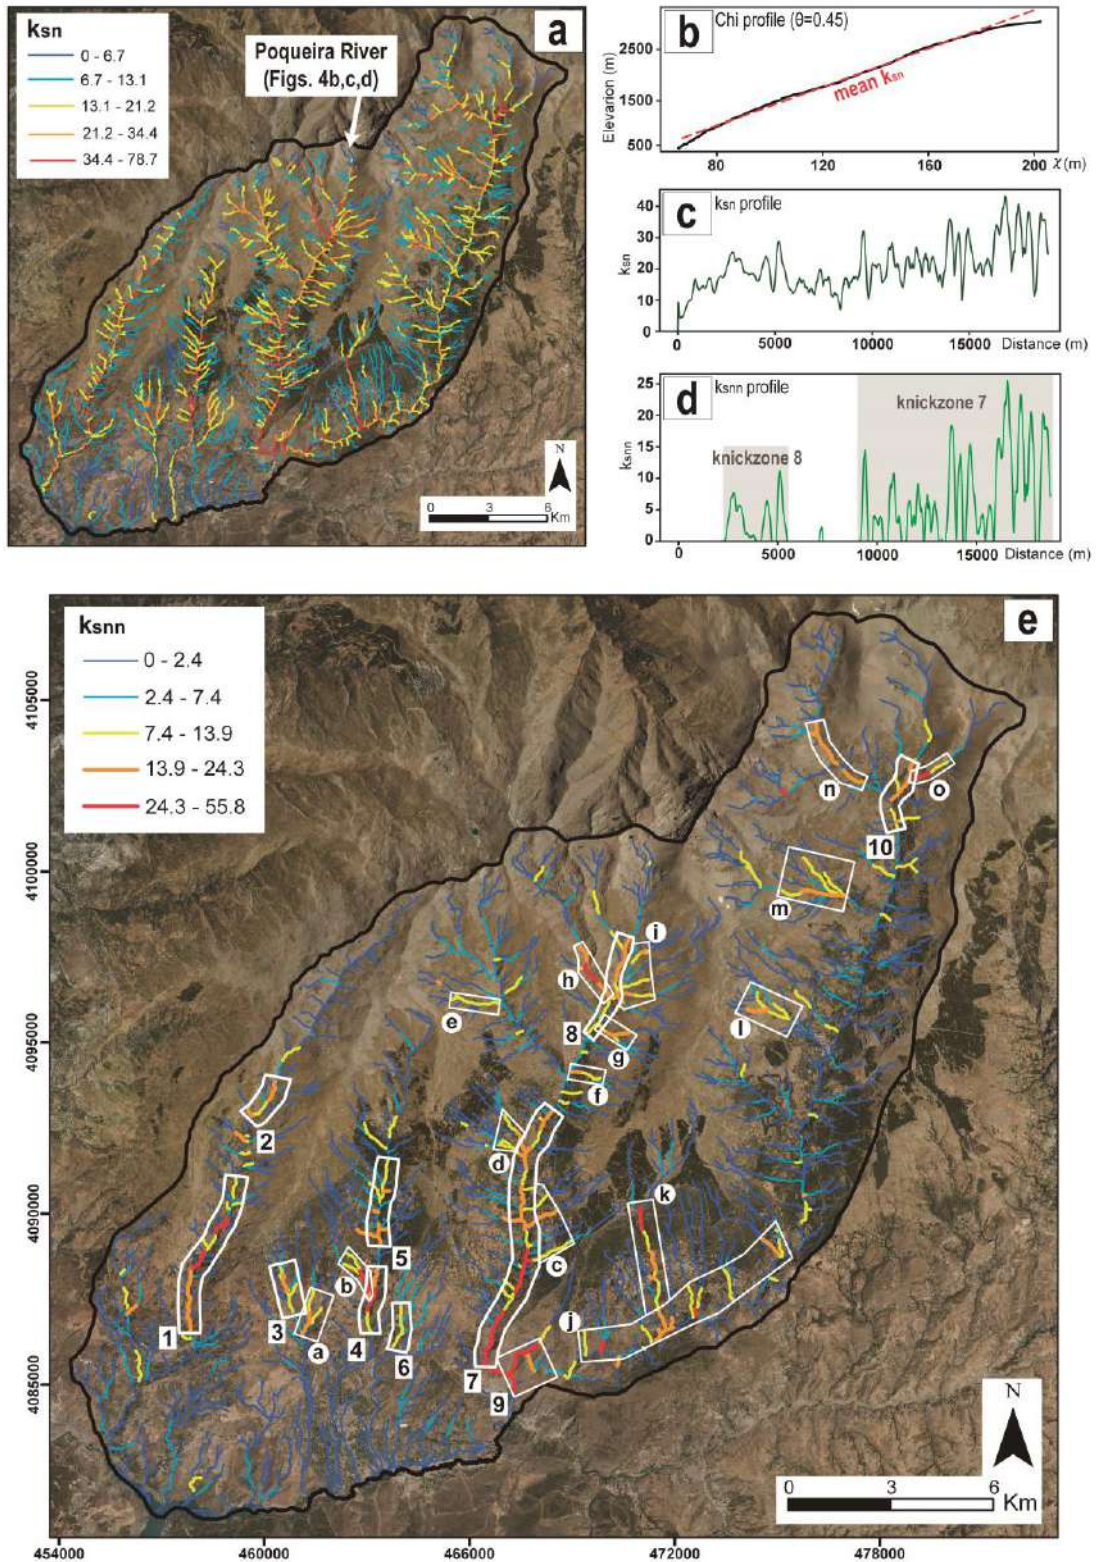 a
ksn
0 - 6.7
6.7 - 13.1
13.1 - 21.2
21.2 - 34.4
34.4 - 78.7
Poqueira River
(Figs. 4b,c,d)
N
0 3 6
Km
b
Chi profile (θ=0.45)
mean ksn
Elevarion (m)
2500
1500
500
80 120 160 200 χ(m)
c
ksn profile
ksn
40
30
20
10
0
0 5000 10000 15000 Distance (m)
d
ksnn profile
knickzone 7
knickzone 8
ksnn
25
20
15
10
5
0
0 5000 10000 15000 Distance (m)
e
ksnn
0 - 2.4
2.4 - 7.4
7.4 - 13.9
13.9 - 24.3
24.3 - 55.8
4105000
4100000
4095000
4090000
4085000
n
o
10
m
i
h
e
8
l
g
f
2
d
k
5
c
b
1
3
a
4
6
j
7
9
N
0 3 6
Km
454000 460000 466000 472000 478000